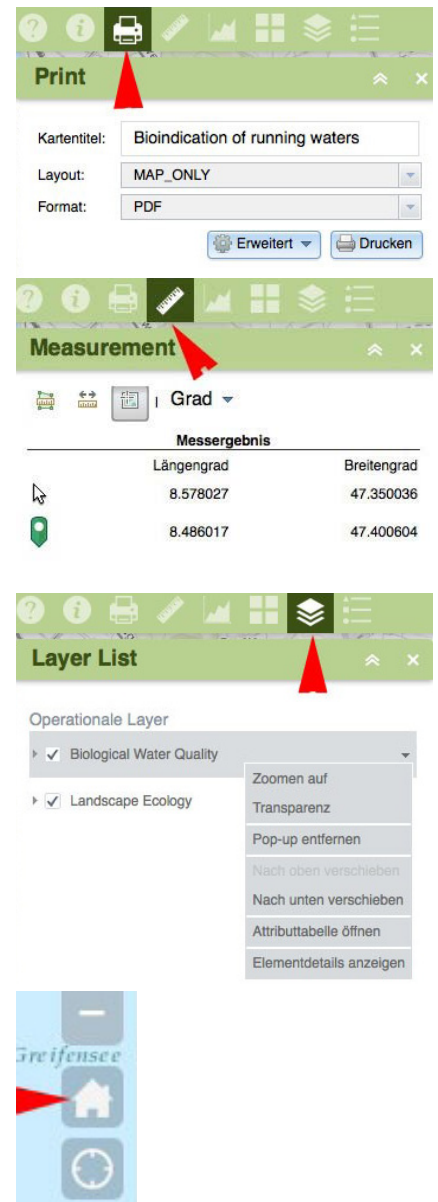 Print
Kartentitel: Bioindication of running waters
Layout: MAP_ONLY
Format: PDF
Erweitert Drucken
Measurement
Grad
Messergebnis
Längengrad Breitengrad
8.578027 47.350036
8.486017 47.400604
Layer List
Operationale Layer
Biological Water Quality
Zoomen auf
Landscape Ecology
Transparenz
Pop-up entfernen
Nach oben verschieben
Nach unten verschieben
Attributtabelle öffnen
Elementdetails anzeigen
Greifensee